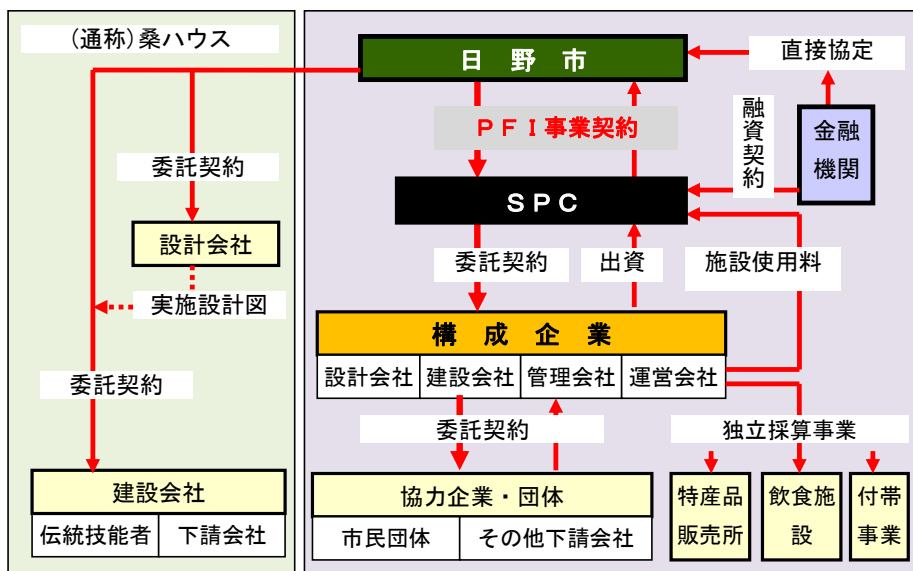 (通称)桑ハウス
委託契約
設計会社
実施設計図
委託契約
建設会社
伝統技能者
下請会社
日野市
直接協定
PFI事業契約
融資契約
金融
機関
SPC
委託契約
出資
施設使用料
構成企業
設計会社
建設会社
管理会社
運営会社
委託契約
独立採算事業
協力企業・団体
市民団体
その他下請会社
特産品
販売所
飲食施
設
付帯
事業